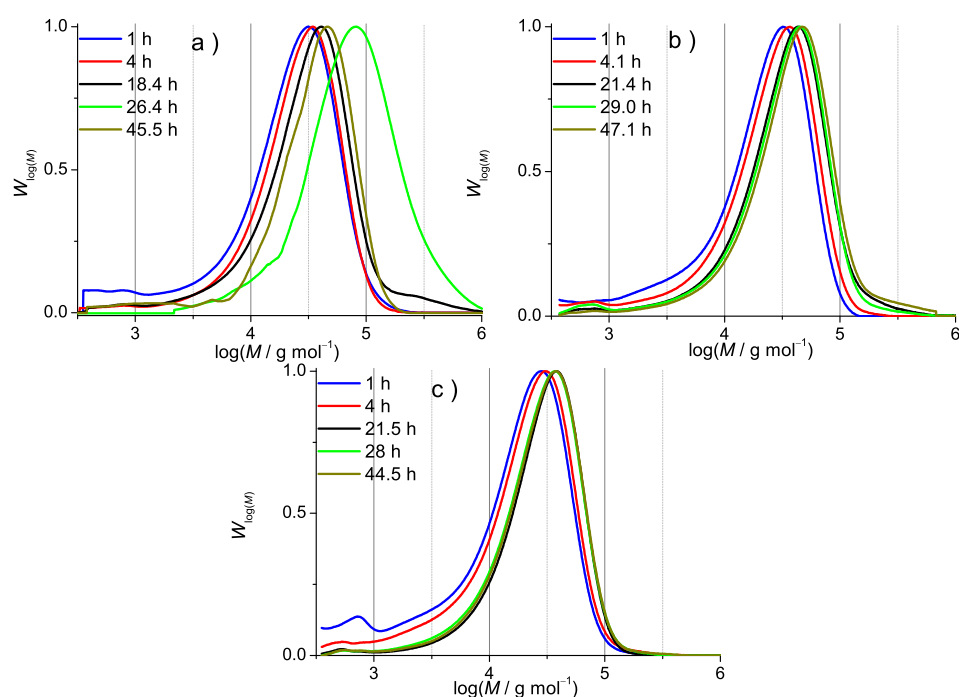 a )
1 h
4 h
18.4 h
26.4 h
45.5 h
1.0
0.5
0.0
W log(M)
3 4 5 6
log(M / g mol⁻¹)
b )
1 h
4.1 h
21.4 h
29.0 h
47.1 h
1.0
0.5
0.0
W log(M)
3 4 5 6
log(M / g mol⁻¹)
c )
1 h
4 h
21.5 h
28 h
44.5 h
1.0
0.5
0.0
W log(M)
3 4 5 6
log(M / g mol⁻¹)